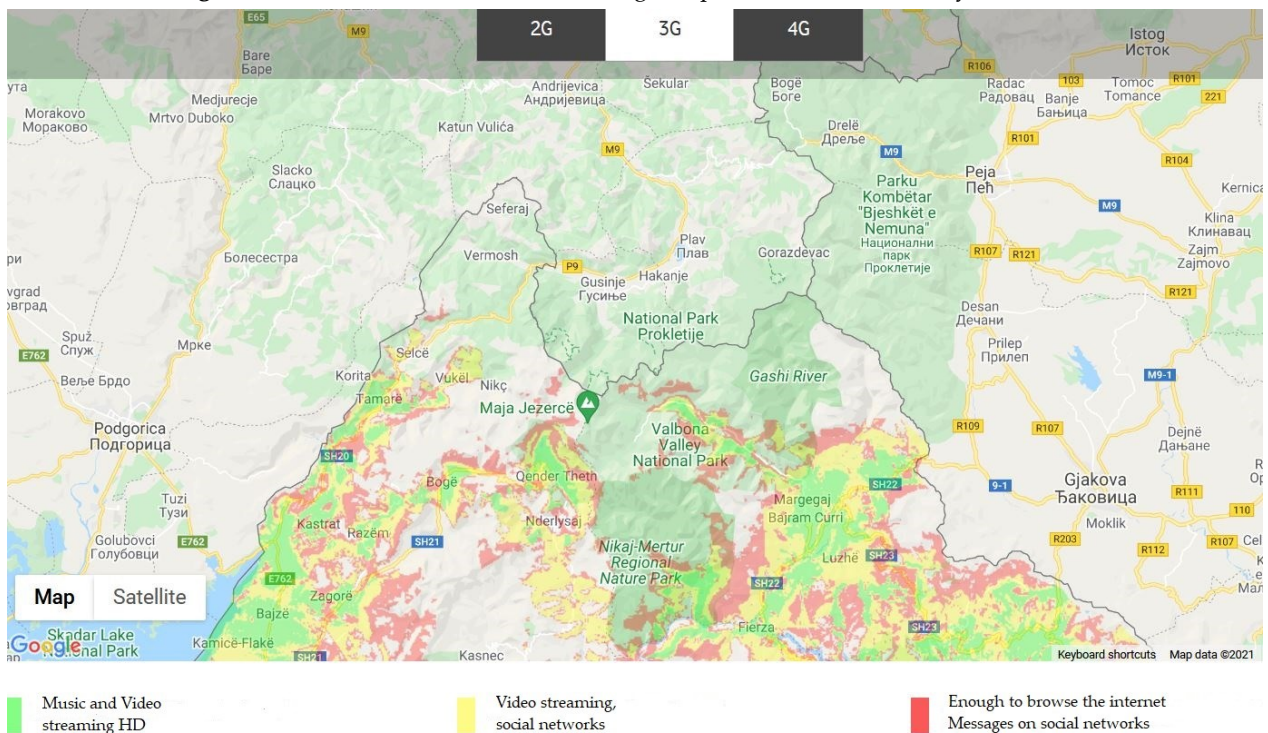 2G
3G
4G
E65
M9
Bare
Баре
Istog
Исток
R106
Radac
Радовац
103
Tomoc
Tomance
R101
221
Banje
Бањица
Andrijevica
Андријевица
Šekular
Bogë
Боге
Morakovo
Мораково
Medjurecje
Mrtvo Duboko
Katun Vulića
Drelë
Дреље
R101
M9
M9
R104
Slacko
Слацко
Peja
Пећ
Parku
Kombëtar
"Bjeshkët e
Nemuna"
Национални
парк
Проклетије
Kernica
M9
Klina
Клинавац
Seferaj
Plav
Плав
Gorazdevac
R107
R121
Zajm
Zajmovo
Болесестра
Vermosh
P9
Gusinje
Гусиње
Hakanje
R121
National Park
Prokletije
Desan
Дечани
Spuž
Спуж
E762
Мрке
Selcë
Prilep
Прилеп
Korita
Vukël
Nikç
Gashi River
M9-1
Веље Брдо
Tamarë
Maja Jezercë
Podgorica
Подгорица
Valbona
Valley
National Park
R109
R107
Dejnë
Дањане
SH20
Bogë
Qender Theth
SH22
9-1
Gjakova
Ђаковица
R111
Tuzi
Тузи
Margegaj
Bajram Curri
Kastrat
Razëm
Nderlysaj
Moklik
110
Golubovci
Голубовци
E762
SH21
Nikaj-Mertur
Regional
Nature Park
Luzhë
SH23
R203
R112
R107
E762
SH22
Map
Satellite
Bajzë
Zagorë
Skadar Lake
National Park
Google
Kamicë-Flakë
SH21
Kasnec
Fierza
SH23
Keyboard shortcuts
Map data ©2021
Music and Video
streaming HD
Video streaming,
social networks
Enough to browse the internet
Messages on social networks